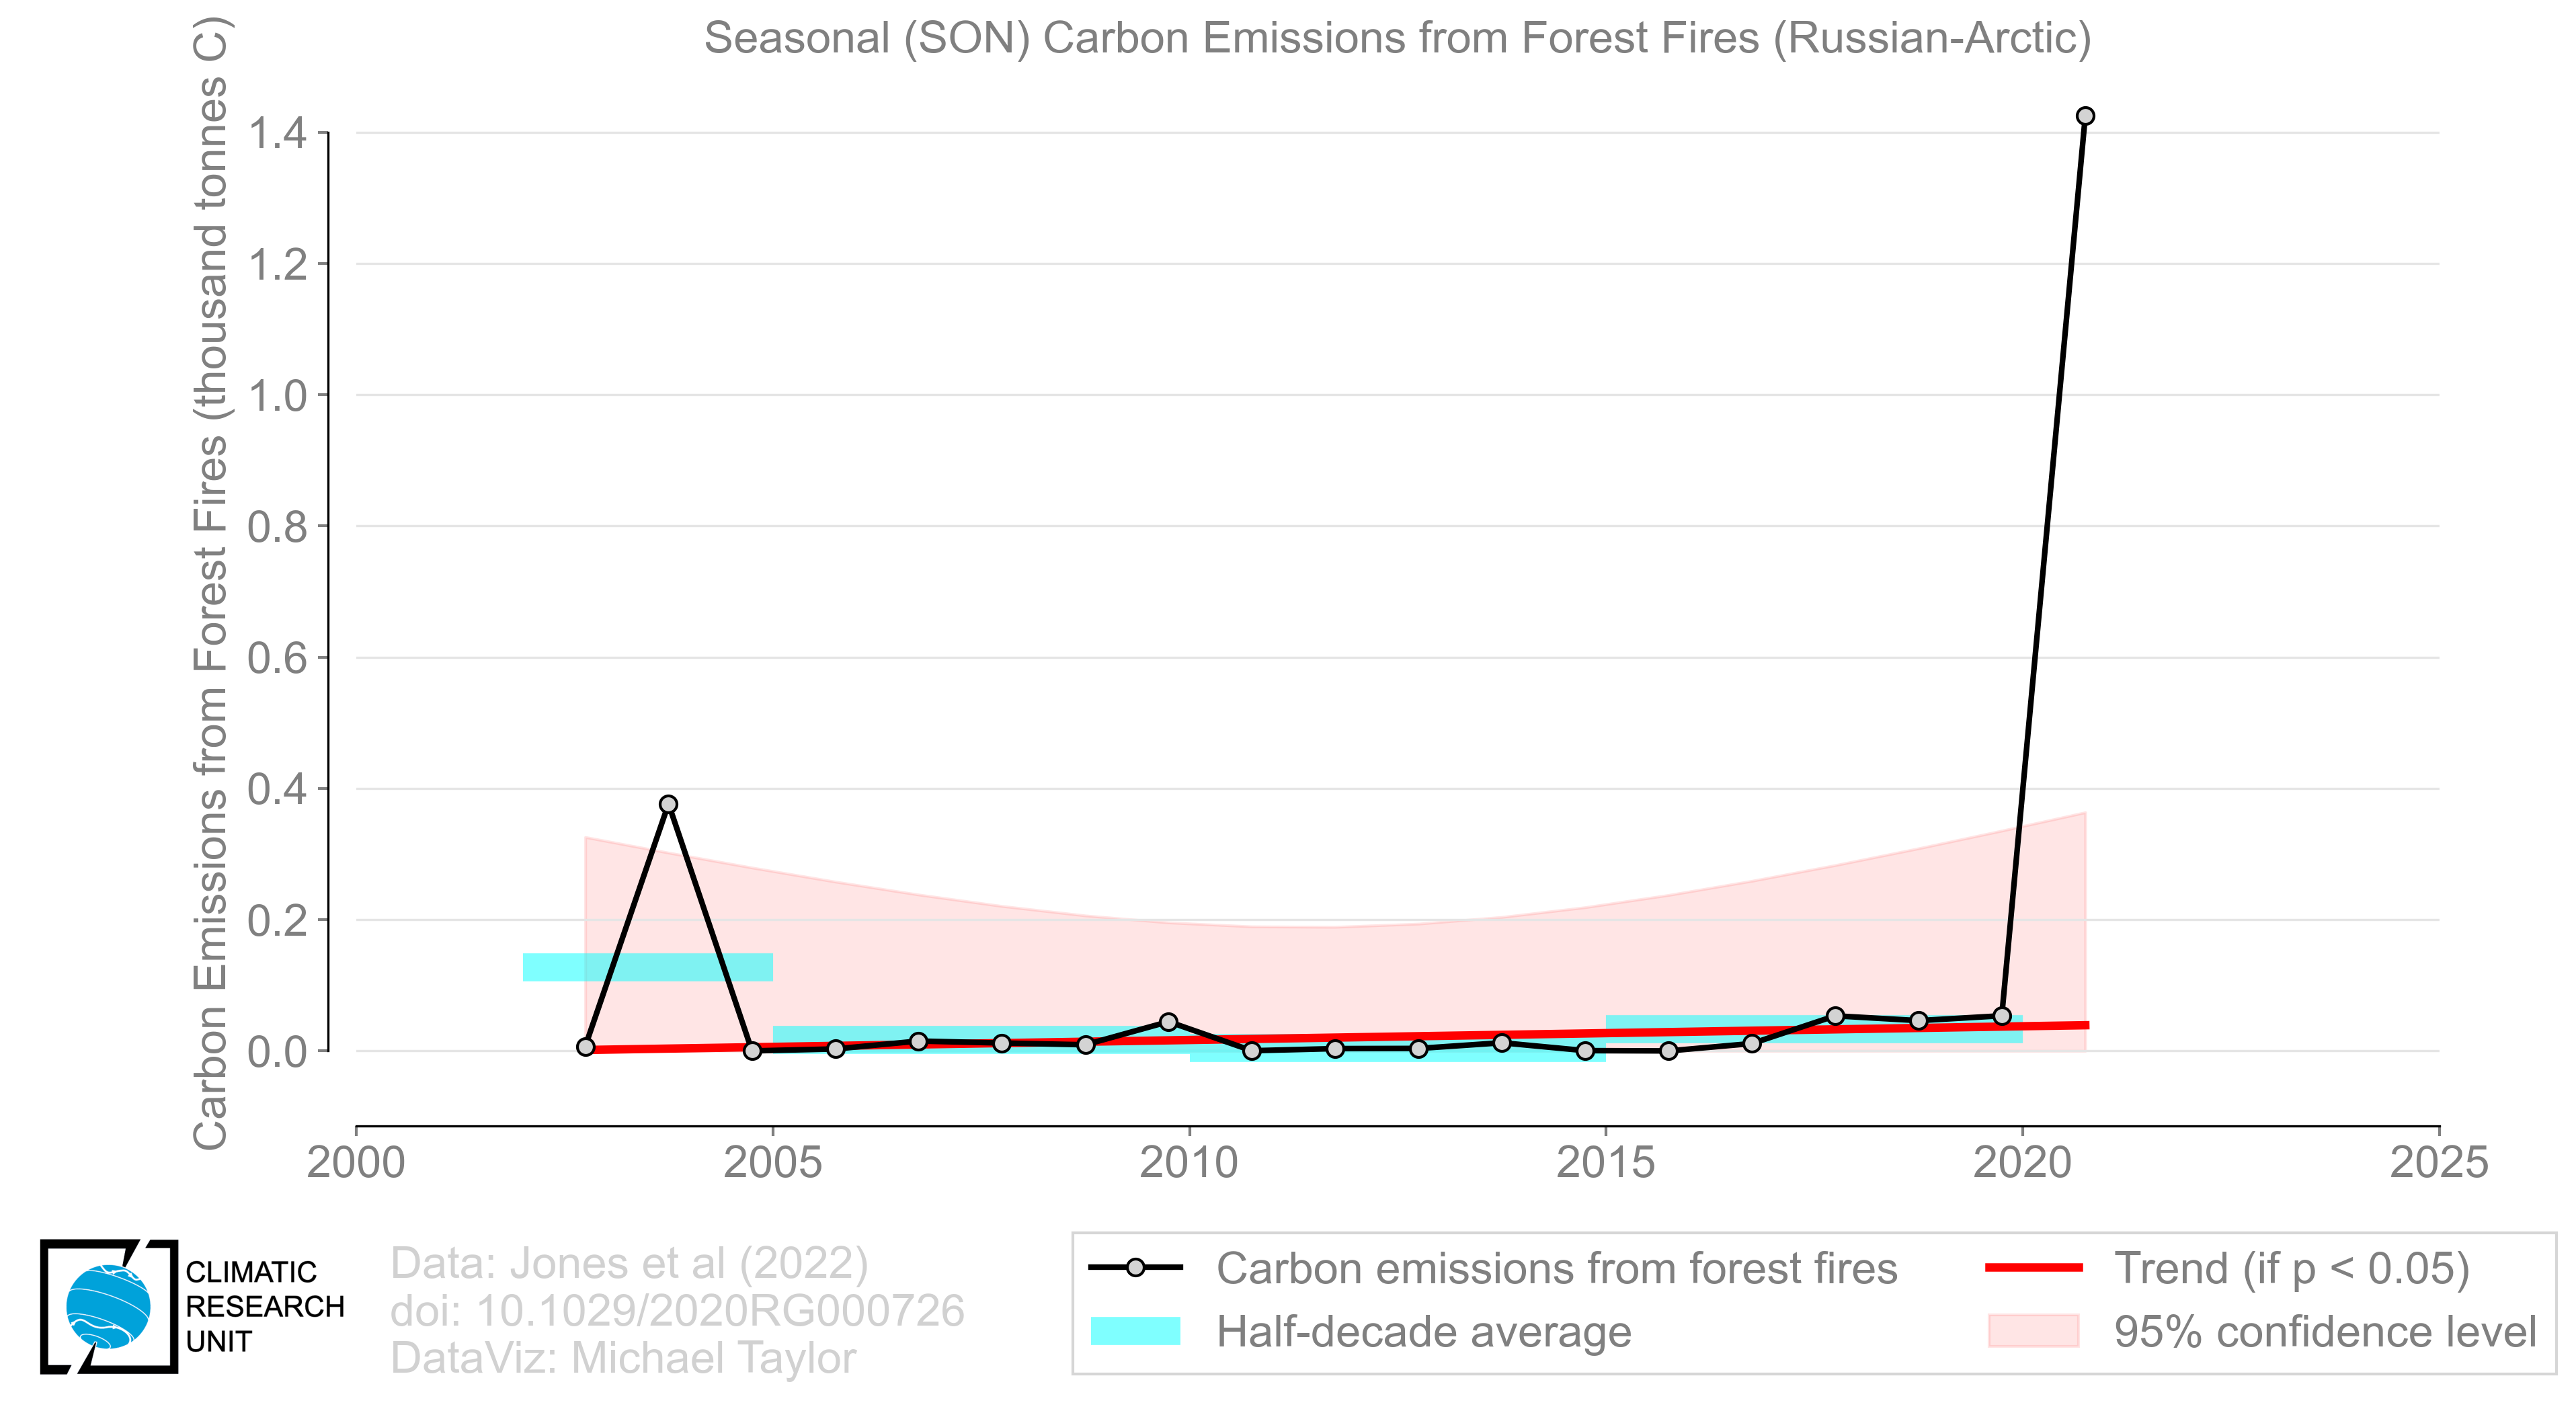 Seasonal (SON) Carbon Emissions from Forest Fires (Russian-Arctic)
Carbon Emissions from Forest Fires (thousand tonnes C)
1.4
1.2
1.0
0.8
0.6
0.4
0.2
0.0
2000 2005 2010 2015 2020 2025
CLIMATIC
RESEARCH
UNIT
Data: Jones et al (2022)
doi: 10.1029/2020RG000726
DataViz: Michael Taylor
Carbon emissions from forest fires
Half-decade average
Trend (if p < 0.05)
95% confidence level